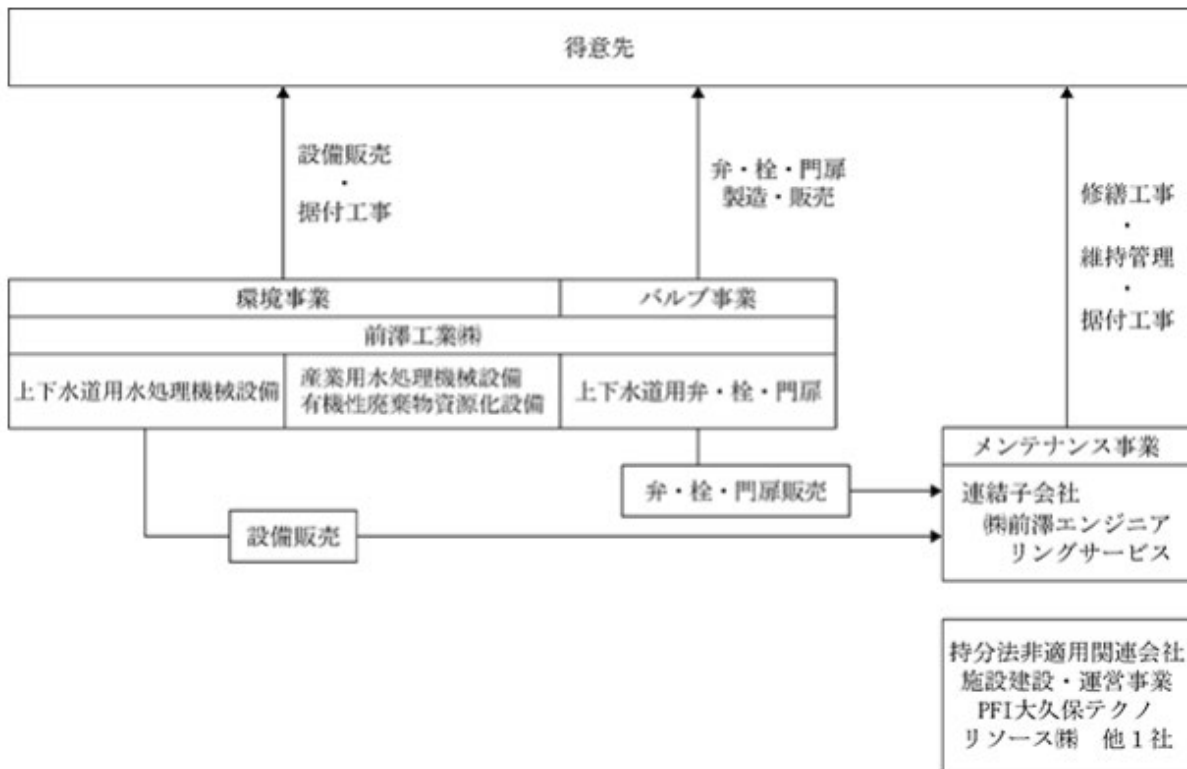 得意先
設備販売
・
据付工事
弁・栓・門扉
製造・販売
修繕工事
・
維持管理
・
据付工事
環境事業
バルブ事業
前澤工業㈱
上下水道用水処理機械設備
産業用水処理機械設備
有機性廃棄物資源化設備
上下水道用弁・栓・門扉
メンテナンス事業
連結子会社
㈱前澤エンジニア
リングサービス
弁・栓・門扉販売
設備販売
持分法非適用関連会社
施設建設・運営事業
PFI大久保テクノ
リソース㈱　他１社